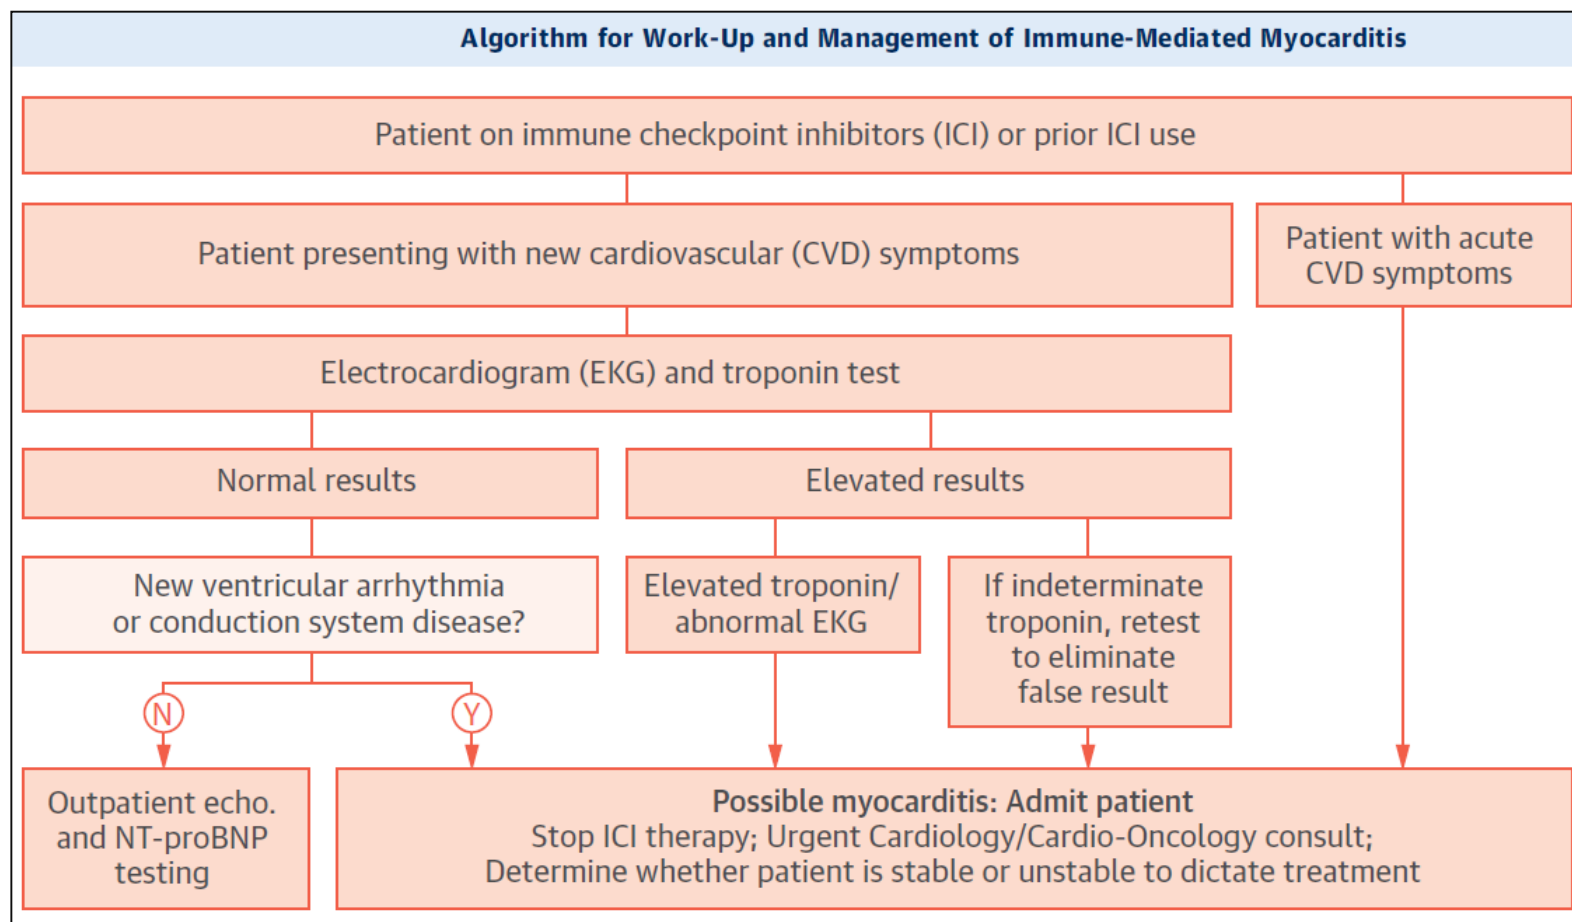 Algorithm for Work-Up and Management of Immune-Mediated Myocarditis
Patient on immune checkpoint inhibitors (ICI) or prior ICI use
Patient presenting with new cardiovascular (CVD) symptoms
Patient with acute
CVD symptoms
Electrocardiogram (EKG) and troponin test
Normal results
Elevated results
New ventricular arrhythmia
or conduction system disease?
Elevated troponin/
abnormal EKG
If indeterminate
troponin, retest
to eliminate
false result
N
Y
Outpatient echo.
and NT-proBNP
testing
Possible myocarditis: Admit patient
Stop ICI therapy; Urgent Cardiology/Cardio-Oncology consult;
Determine whether patient is stable or unstable to dictate treatment